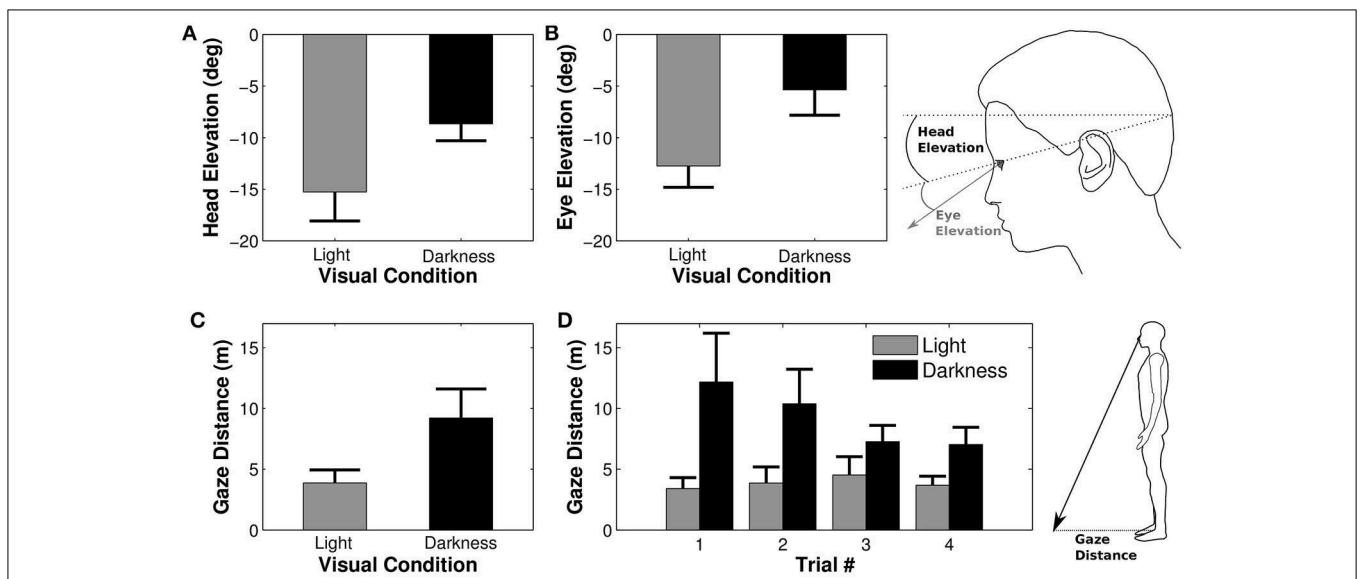 A
Head Elevation (deg)
0
−5
−10
−15
−20
Light
Darkness
Visual Condition
B
Eye Elevation (deg)
0
−5
−10
−15
−20
Light
Darkness
Visual Condition
Head
Elevation
Eye
Elevation
C
Gaze Distance (m)
15
10
5
0
Light
Darkness
Visual Condition
D
Gaze Distance (m)
15
10
5
0
Light
Darkness
1
2
3
4
Trial #
Gaze
Distance